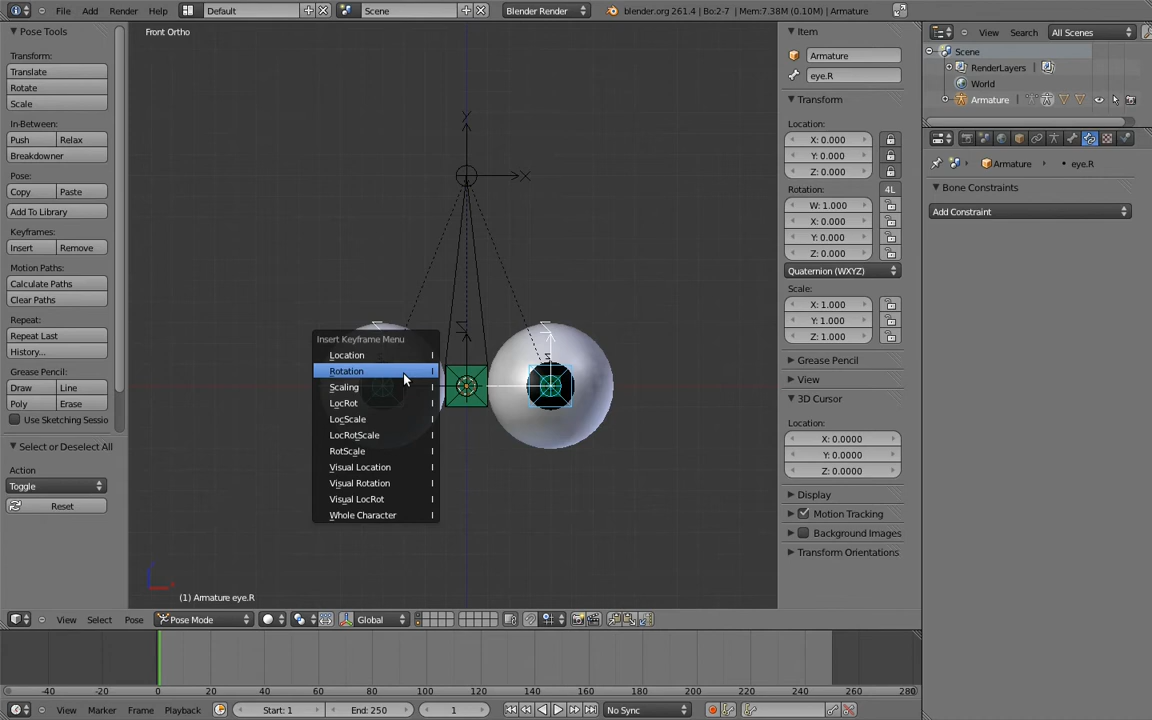 File Add Render Help Default Scene Blender Render blender.org 261.4 | Bo:2-7 | Mem:7.38M (0.10M) | Armature
Pose Tools
Transform:
Translate
Rotate
Scale
In-Between:
Push Relax
Breakdowner
Pose:
Copy Paste
Add To Library
Keyframes:
Insert Remove
Motion Paths:
Calculate Paths
Clear Paths
Repeat:
Repeat Last
History...
Grease Pencil:
Draw Line
Poly Erase
Use Sketching Sessio
Select or Deselect All
Action
Toggle
Reset
Front Ortho
Y
X
Insert Keyframe Menu
Location I
Rotation I
Scaling I
LocRot I
LocScale I
LocRotScale I
RotScale I
Visual Location I
Visual Rotation I
Visual LocRot I
Whole Character I
(1) Armature eye.R
View Select Pose Pose Mode Global
Item
Armature
eye.R
Transform
Location:
X: 0.000
Y: 0.000
Z: 0.000
Rotation: 4L
W: 1.000
X: 0.000
Y: 0.000
Z: 0.000
Quaternion (WXYZ)
Scale:
X: 1.000
Y: 1.000
Z: 1.000
Grease Pencil
View
3D Cursor
Location:
X: 0.0000
Y: 0.0000
Z: 0.0000
Display
Motion Tracking
Background Images
Transform Orientations
View Search All Scenes
Scene
RenderLayers
World
Armature
Armature eye.R
Bone Constraints
Add Constraint
-40 -20 0 20 40 60 80 100 120 140 160 180 200 220 240 260 280
View Marker Frame Playback Start: 1 End: 250 1 No Sync